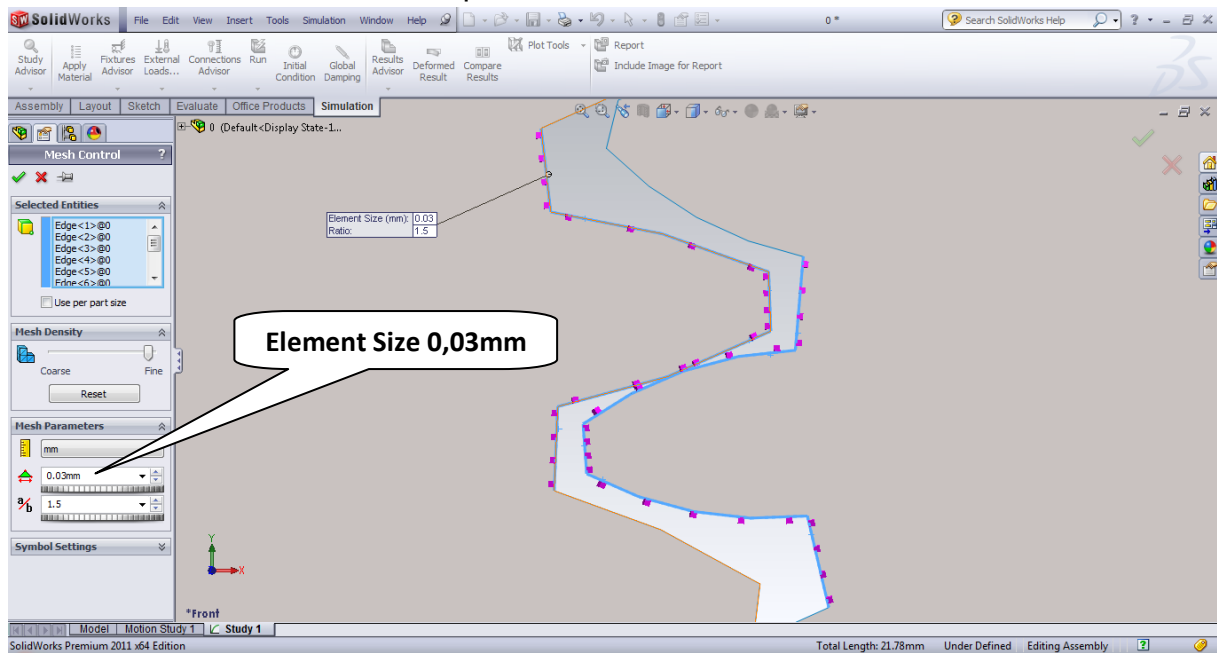 SolidWorks File Edit View Insert Tools Simulation Window Help 0 * Search SolidWorks Help ?
Study Advisor
Apply Material
Fixtures Advisor
External Loads...
Connections Advisor
Run
Initial Condition
Global Damping
Results Advisor
Deformed Result
Compare Results
Plot Tools
Report
Include Image for Report
Assembly Layout Sketch Evaluate Office Products Simulation
0 (Default<Display State-1...
Mesh Control ?
Selected Entities
Edge<1>@0
Edge<2>@0
Edge<3>@0
Edge<4>@0
Edge<5>@0
Edge<6>@0
Use per part size
Element Size (mm): 0.03
Ratio: 1.5
Mesh Density
Coarse Fine
Reset
Element Size 0,03mm
Mesh Parameters
mm
0.03mm
a/b 1.5
Symbol Settings
Y
X
*Front
Model Motion Study 1 Study 1
SolidWorks Premium 2011 x64 Edition Total Length: 21.78mm Under Defined Editing Assembly ?